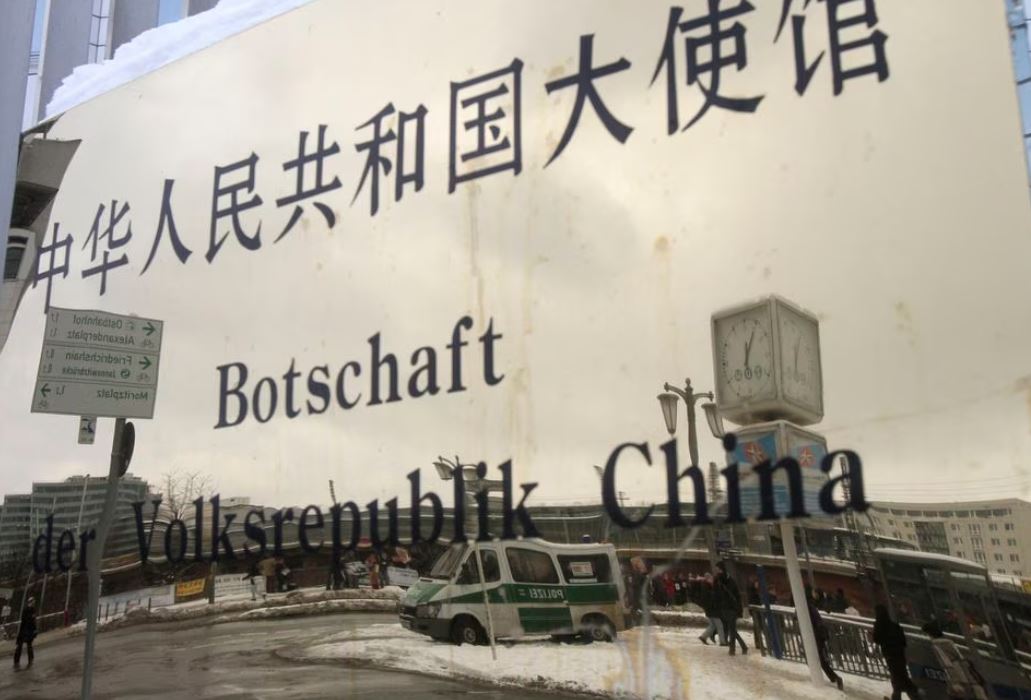 中华人民共和国大使馆
Botschaft
der Volksrepublik China
Ostbahnhof
Alexanderplatz
Friedrichshain
Jannowitzbrücke
Moritzplatz
POLIZEI